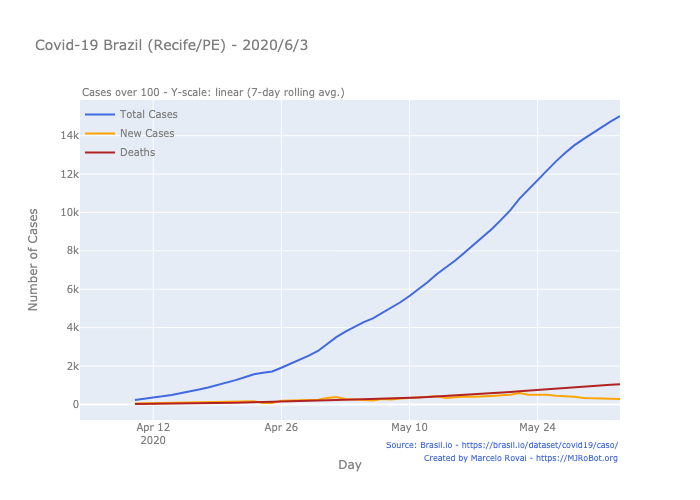 Covid-19 Brazil (Recife/PE) - 2020/6/3
Cases over 100 - Y-scale: linear (7-day rolling avg.)
Total Cases
New Cases
Deaths
14k
12k
10k
8k
6k
4k
2k
0
Number of Cases
Apr 12
2020
Apr 26
May 10
May 24
Day
Source: Brasil.io - https://brasil.io/dataset/covid19/caso/
Created by Marcelo Rovai - https://MJRoBot.org